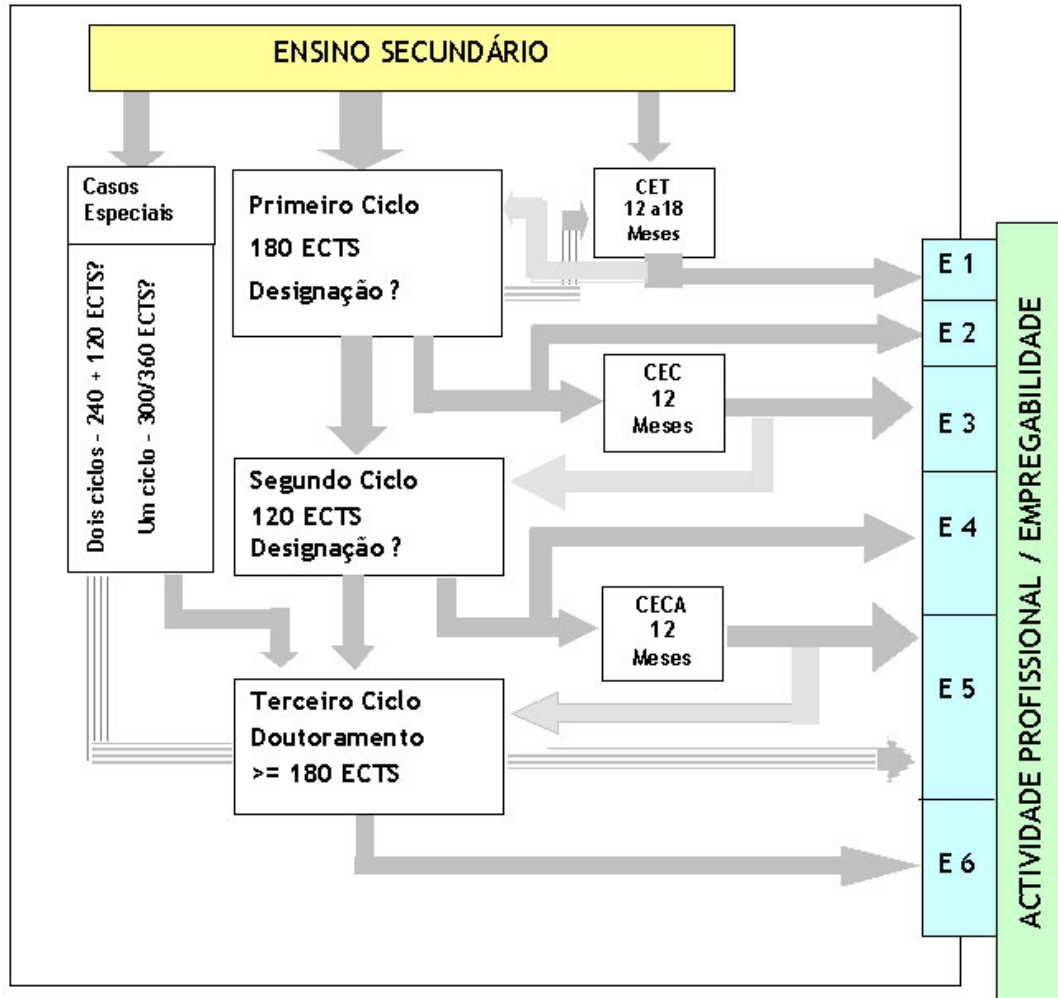 ENSINO SECUNDÁRIO
Casos
Especiais
Dois ciclos - 240 + 120 ECTS?
Um ciclo - 300/360 ECTS?
Primeiro Ciclo
180 ECTS
Designação ?
CET
12 a18
Meses
CEC
12
Meses
Segundo Ciclo
120 ECTS
Designação ?
CECA
12
Meses
Terceiro Ciclo
Doutoramento
>= 180 ECTS
E 1
E 2
E 3
E 4
E 5
E 6
ACTIVIDADE PROFISSIONAL / EMPREGABILIDADE